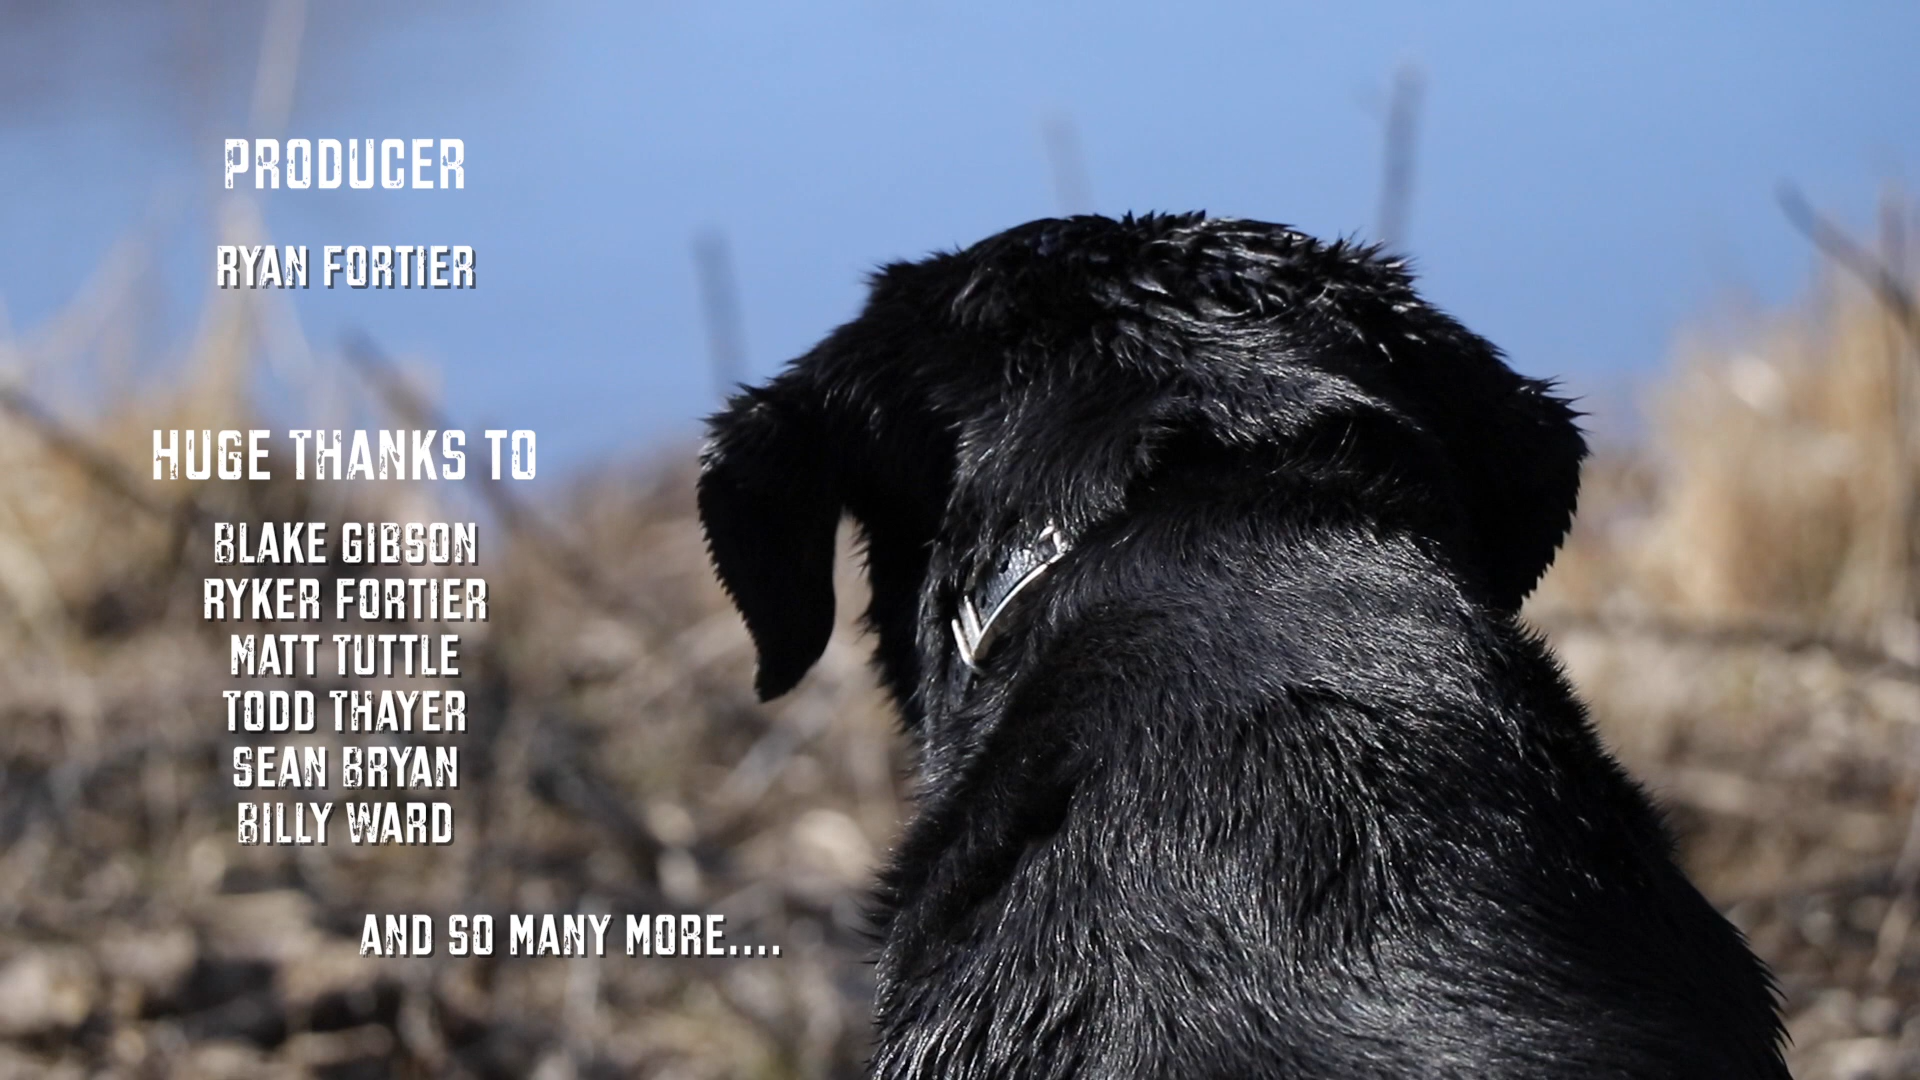 PRODUCER
RYAN FORTIER
HUGE THANKS TO
BLAKE GIBSON
RYKER FORTIER
MATT TUTTLE
TODD THAYER
SEAN BRYAN
BILLY WARD
AND SO MANY MORE....